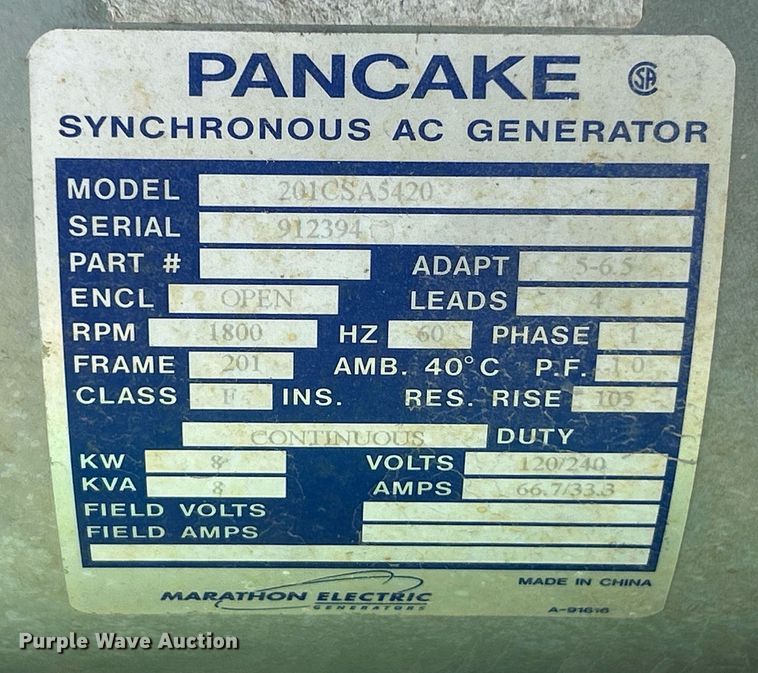 PANCAKE
SYNCHRONOUS AC GENERATOR
MODEL 201CSA5420
SERIAL 912394
PART # ADAPT 5-6.5
ENCL OPEN LEADS 4
RPM 1800 HZ 60 PHASE 1
FRAME 201 AMB. 40°C P.F. 1.0
CLASS F INS. RES. RISE 105
CONTINUOUS DUTY
KW 8 VOLTS 120/240
KVA 8 AMPS 66.7/33.3
FIELD VOLTS
FIELD AMPS
MARATHON ELECTRIC MADE IN CHINA
GENERATORS A-91616
Purple Wave Auction